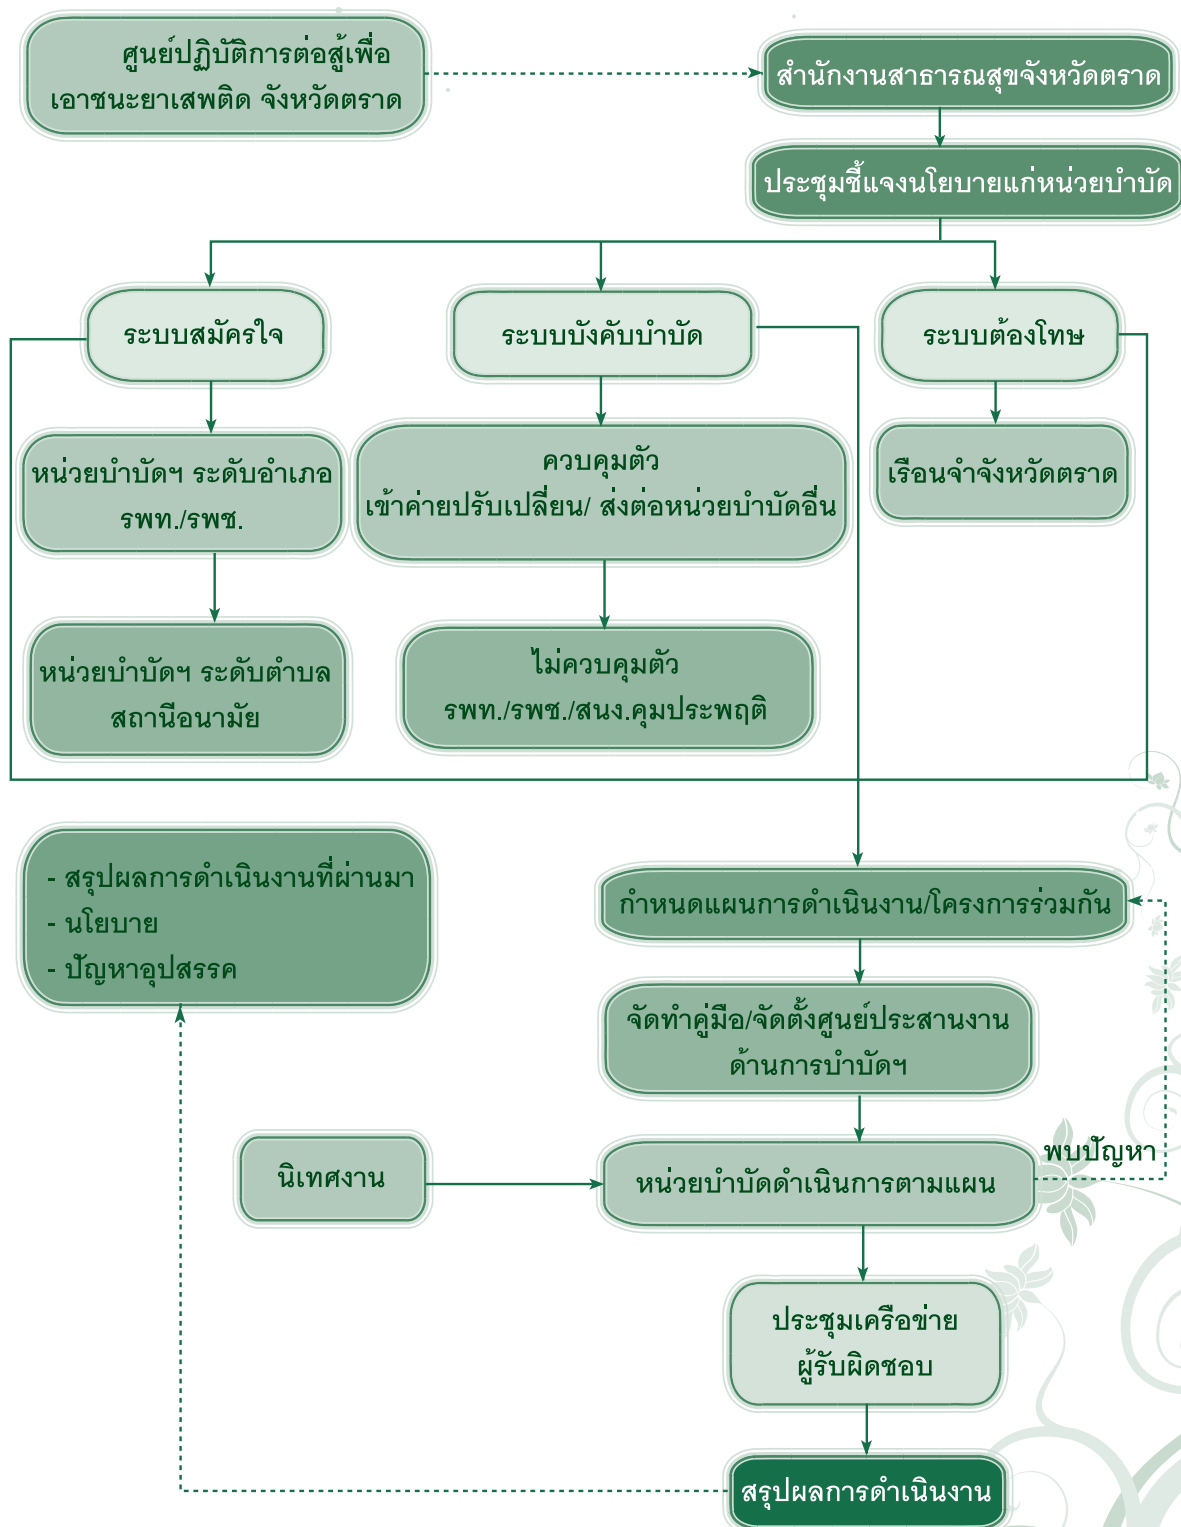 ศูนย์ปฏิบัติการต่อสู้เพื่อ
เอาชนะยาเสพติด จังหวัดตราด
สำนักงานสาธารณสุขจังหวัดตราด
ประชุมชี้แจงนโยบายแก่หน่วยบำบัด
ระบบสมัครใจ
ระบบบังคับบำบัด
ระบบต้องโทษ
หน่วยบำบัดฯ ระดับอำเภอ
รพท./รพช.
ควบคุมตัว
เข้าค่ายปรับเปลี่ยน/ ส่งต่อหน่วยบำบัดอื่น
เรือนจำจังหวัดตราด
หน่วยบำบัดฯ ระดับตำบล
สถานีอนามัย
ไม่ควบคุมตัว
รพท./รพช./สนง.คุมประพฤติ
- สรุปผลการดำเนินงานที่ผ่านมา
- นโยบาย
- ปัญหาอุปสรรค
กำหนดแผนการดำเนินงาน/โครงการร่วมกัน
จัดทำคู่มือ/จัดตั้งศูนย์ประสานงาน
ด้านการบำบัดฯ
นิเทศงาน
หน่วยบำบัดดำเนินการตามแผน
พบปัญหา
ประชุมเครือข่าย
ผู้รับผิดชอบ
สรุปผลการดำเนินงาน